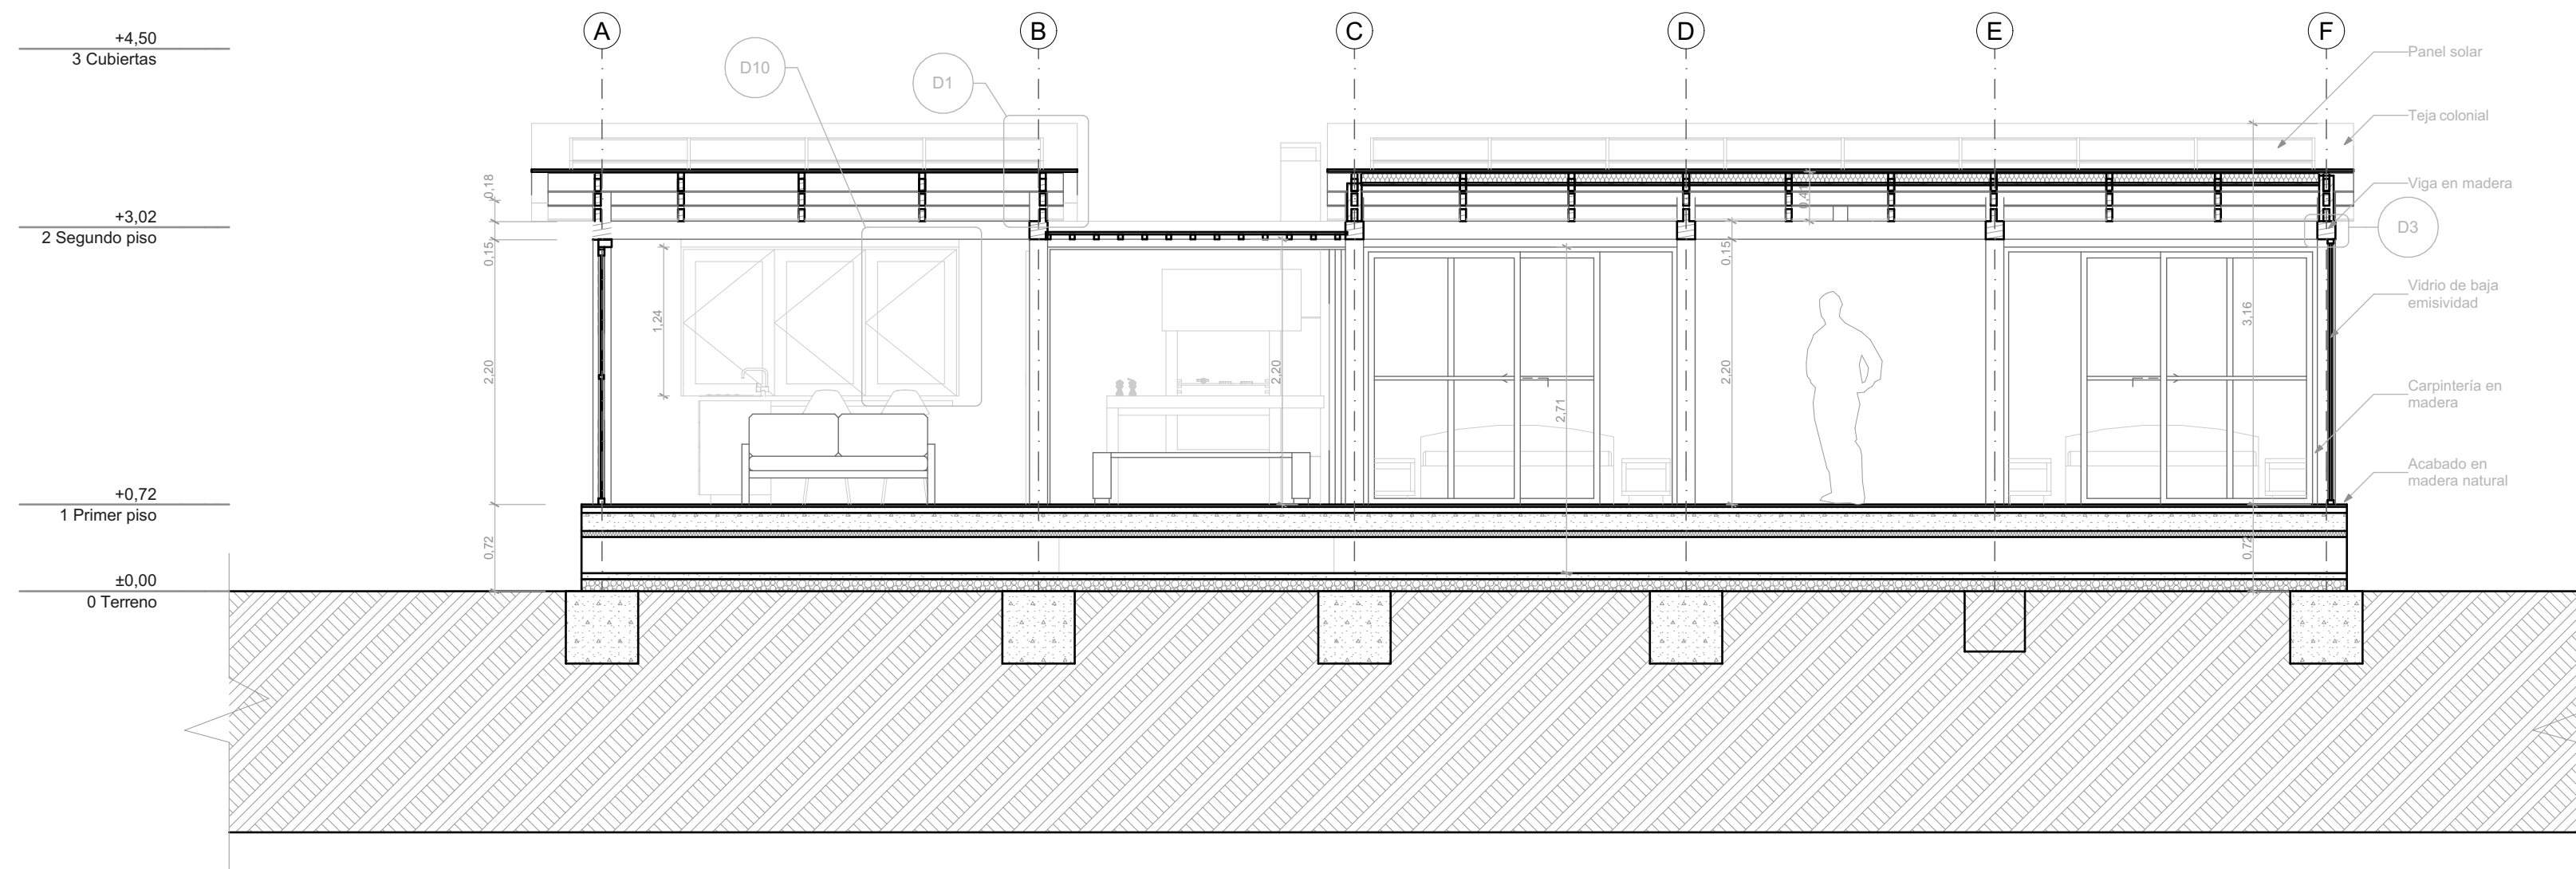 A
B
C
D
E
F
+4,50
3 Cubiertas
D10
D1
Panel solar
Teja colonial
Viga en madera
D3
0,18
0,41
+3,02
2 Segundo piso
0,15
0,15
Vidrio de baja
emisividad
1,24
3,16
2,20
2,20
2,20
2,71
Carpintería en
madera
Acabado en
madera natural
+0,72
1 Primer piso
0,72
0,72
±0,00
0 Terreno